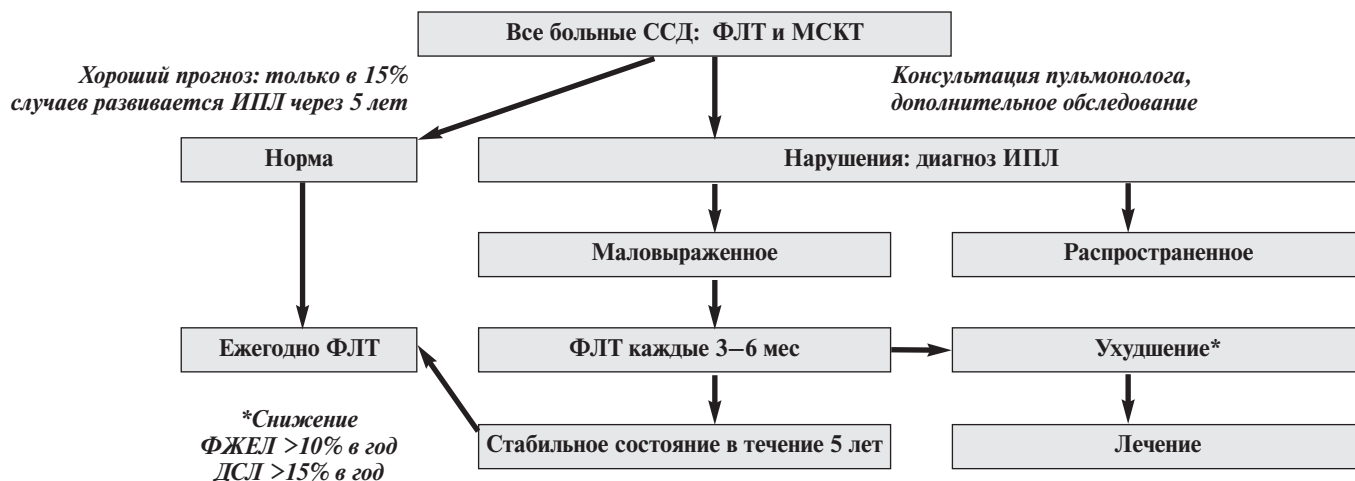 Все больные ССД: ФЛТ и МСКТ
Хороший прогноз: только в 15%
случаев развивается ИПЛ через 5 лет
Консультация пульмонолога,
дополнительное обследование
Норма
Нарушения: диагноз ИПЛ
Маловыраженное
Распространенное
Ежегодно ФЛТ
ФЛТ каждые 3–6 мес
Ухудшение*
*Снижение
ФЖЕЛ >10% в год
ДСЛ >15% в год
Стабильное состояние в течение 5 лет
Лечение